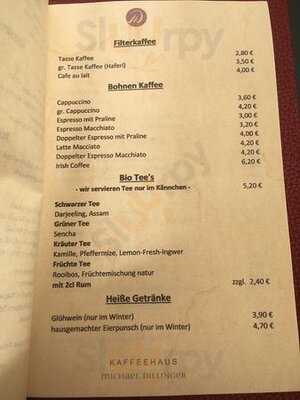 Filterkaffee
Tasse Kaffee 2,80 €
gr. Tasse Kaffee (Haferl) 3,50 €
Cafe au lait 4,00 €
Bohnen Kaffee
Cappuccino 3,60 €
gr. Cappuccino 4,20 €
Espresso mit Praline 3,00 €
Espresso Macchiato 3,20 €
Doppelter Espresso mit Praline 4,00 €
Latte Macciato 4,20 €
Doppelter Espresso Macchiato 4,20 €
Irish Coffee 6,20 €
Bio Tee's
- wir servieren Tee nur im Kännchen - 5,20 €
Schwarzer Tee
Darjeeling, Assam
Grüner Tee
Sencha
Kräuter Tee
Kamille, Pfefferminze, Lemon-Fresh-Ingwer
Früchte Tee
Rooibos, Früchtemischung natur
mit 2cl Rum zzgl. 2,40 €
Heiße Getränke
Glühwein (nur im Winter) 3,90 €
hausgemachter Eierpunsch (nur im Winter) 4,70 €
KAFFEEHAUS
MICHAEL DILLINGER